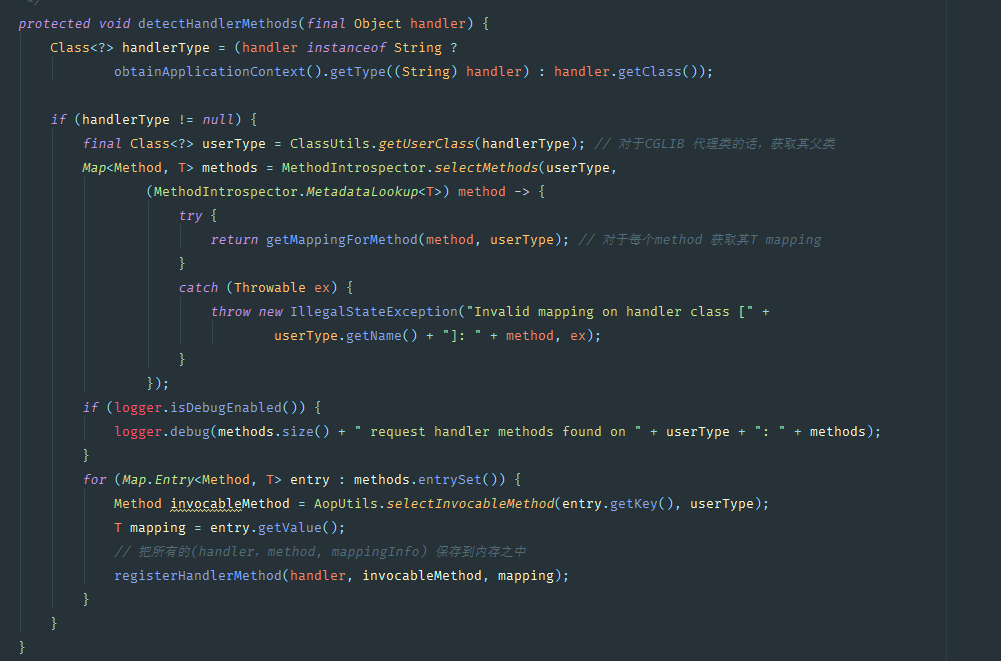 */
protected void detectHandlerMethods(final Object handler) {
    Class<?> handlerType = (handler instanceof String ?
            obtainApplicationContext().getType((String) handler) : handler.getClass());
    if (handlerType != null) {
        final Class<?> userType = ClassUtils.getUserClass(handlerType); // 对于CGLIB 代理类的话，获取其父类
        Map<Method, T> methods = MethodIntrospector.selectMethods(userType,
                (MethodIntrospector.MetadataLookup<T>) method -> {
                    try {
                        return getMappingForMethod(method, userType); // 对于每个method 获取其T mapping
                    }
                    catch (Throwable ex) {
                        throw new IllegalStateException("Invalid mapping on handler class [" +
                                userType.getName() + "]: " + method, ex);
                    }
                });
        if (logger.isDebugEnabled()) {
            logger.debug(methods.size() + " request handler methods found on " + userType + ": " + methods);
        }
        for (Map.Entry<Method, T> entry : methods.entrySet()) {
            Method invocableMethod = AopUtils.selectInvocableMethod(entry.getKey(), userType);
            T mapping = entry.getValue();
            // 把所有的(handler，method, mappingInfo) 保存到内存之中
            registerHandlerMethod(handler, invocableMethod, mapping);
        }
    }
}